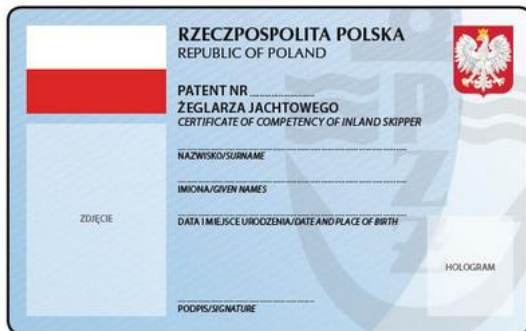 RZECZPOSPOLITA POLSKA
REPUBLIC OF POLAND
PATENT NR
ŻEGLARZA JACHTOWEGO
CERTIFICATE OF COMPETENCY OF INLAND SKIPPER
NAZWISKO/SURNAME
IMIONA/GIVEN NAMES
ZDJĘCIE
DATA I MIEJSCE URODZENIA/DATE AND PLACE OF BIRTH
HOLOGRAM
PODPIS/SIGNATURE